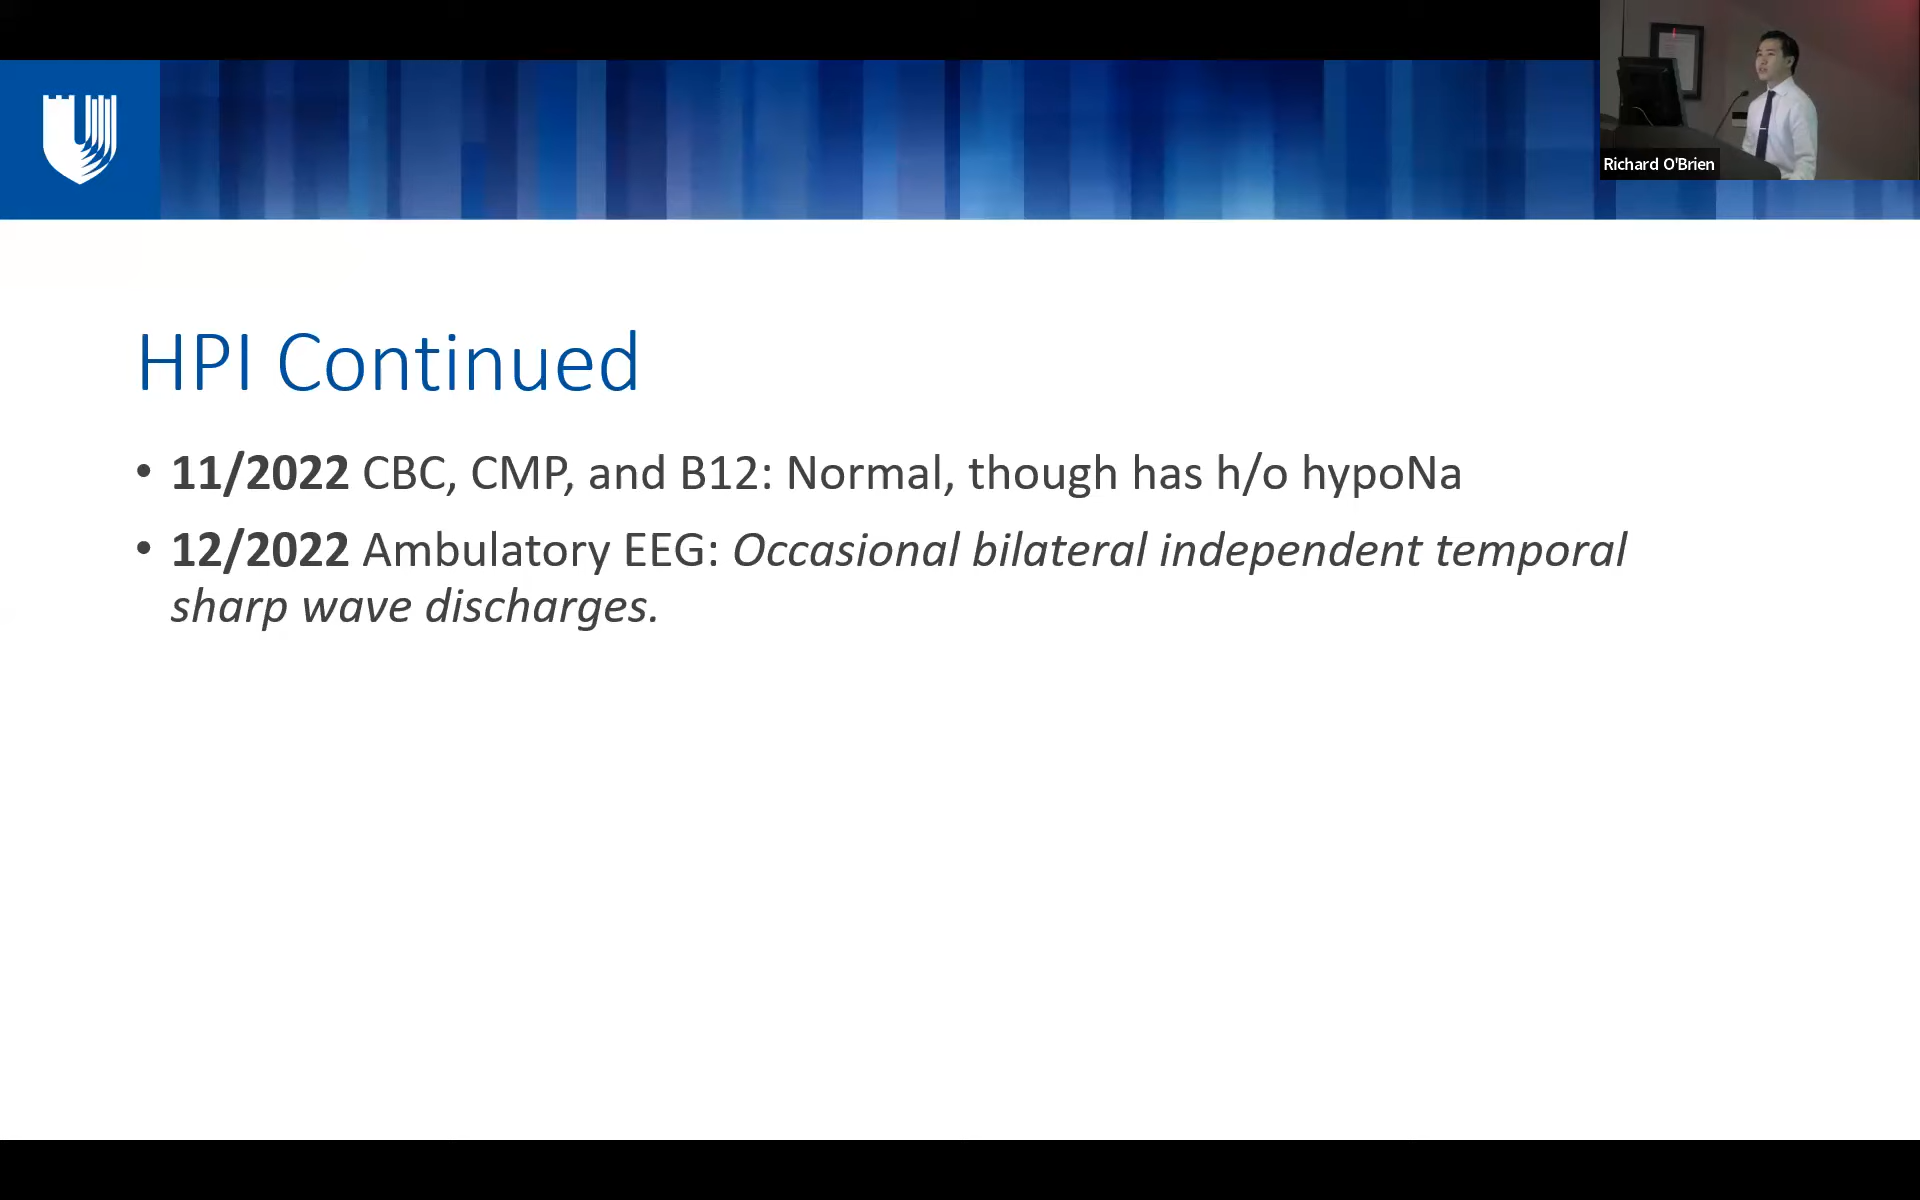 Richard O'Brien
HPI Continued
• 11/2022 CBC, CMP, and B12: Normal, though has h/o hypoNa
• 12/2022 Ambulatory EEG: Occasional bilateral independent temporal
sharp wave discharges.